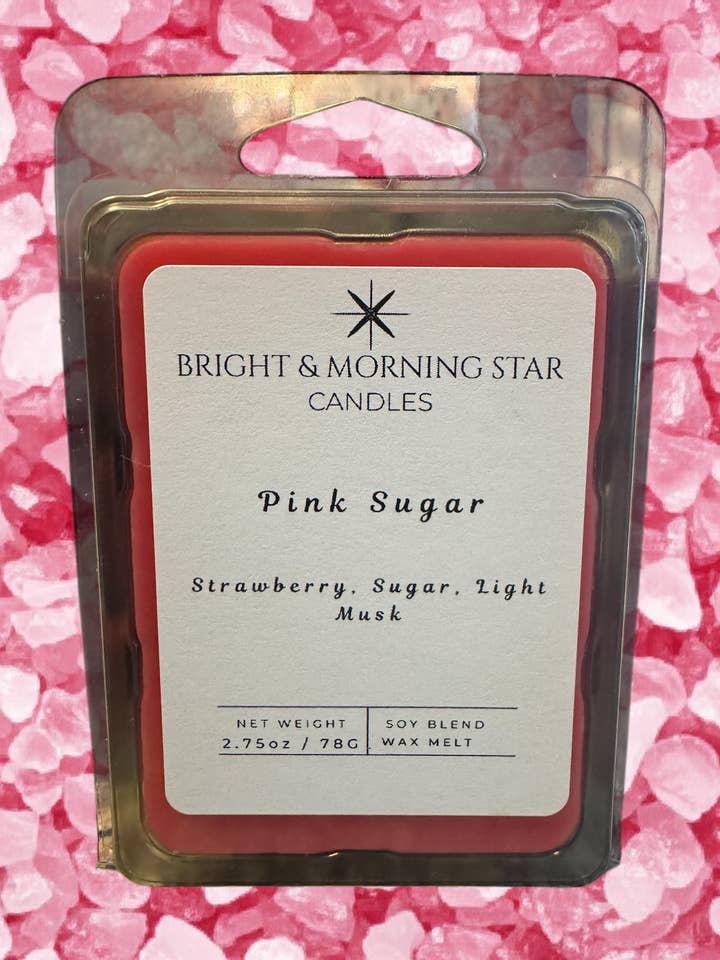 BRIGHT & MORNING STAR
CANDLES
Pink Sugar
Strawberry, Sugar, Light
Musk
NET WEIGHT
2.75oz / 78G
SOY BLEND
WAX MELT